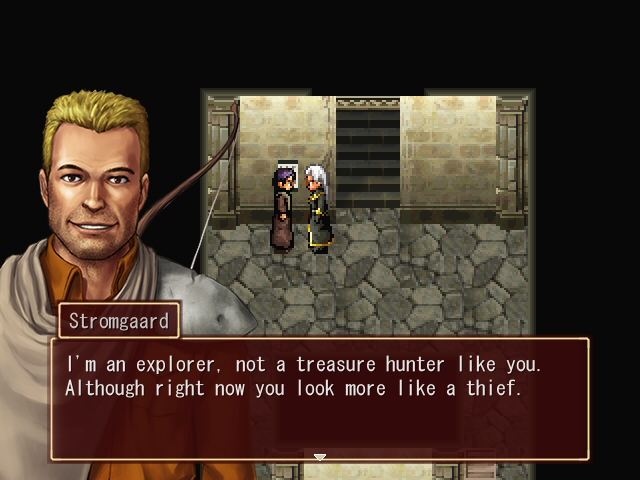 Stromgaard
I'm an explorer, not a treasure hunter like you.
Although right now you look more like a thief.